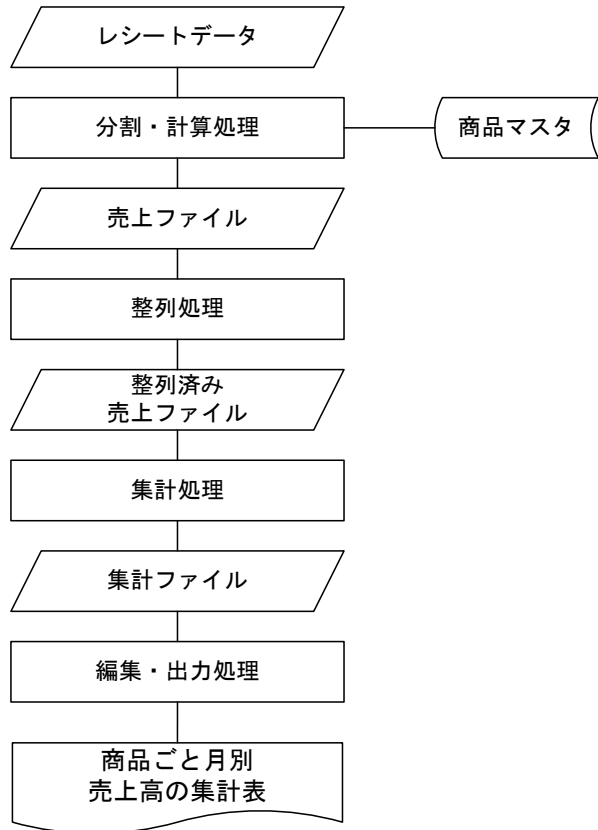 レシートデータ
分割・計算処理
商品マスタ
売上ファイル
整列処理
整列済み
売上ファイル
集計処理
集計ファイル
編集・出力処理
商品ごと月別
売上高の集計表